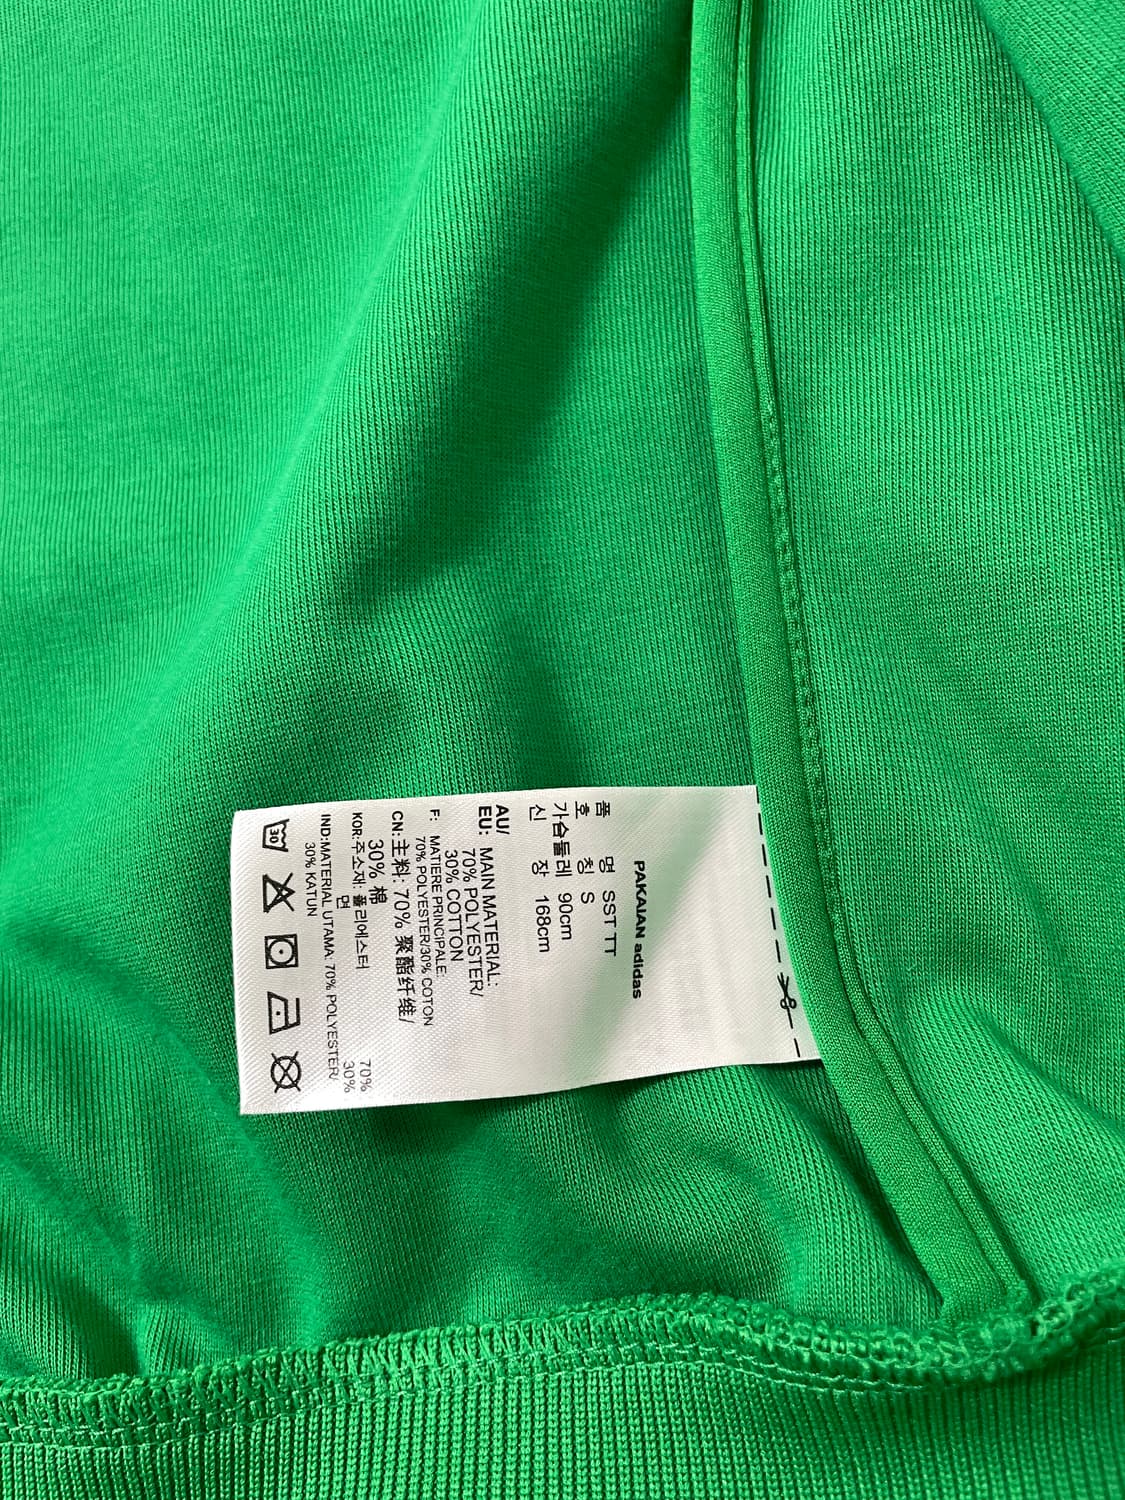 PAKAIAN adidas
품 명 SST TT
호 칭 S
가슴둘레 90cm
신 장 168cm
AU/
EU: MAIN MATERIAL:
70% POLYESTER/
30% COTTON
F: MATIERE PRINCIPALE:
70% POLYESTER/30% COTON
CN: 主料: 70% 聚酯纤维/
30% 棉
KOR:주소재: 폴리에스터 70%
면 30%
IND:MATERIAL UTAMA: 70% POLYESTER/
30% KATUN
30